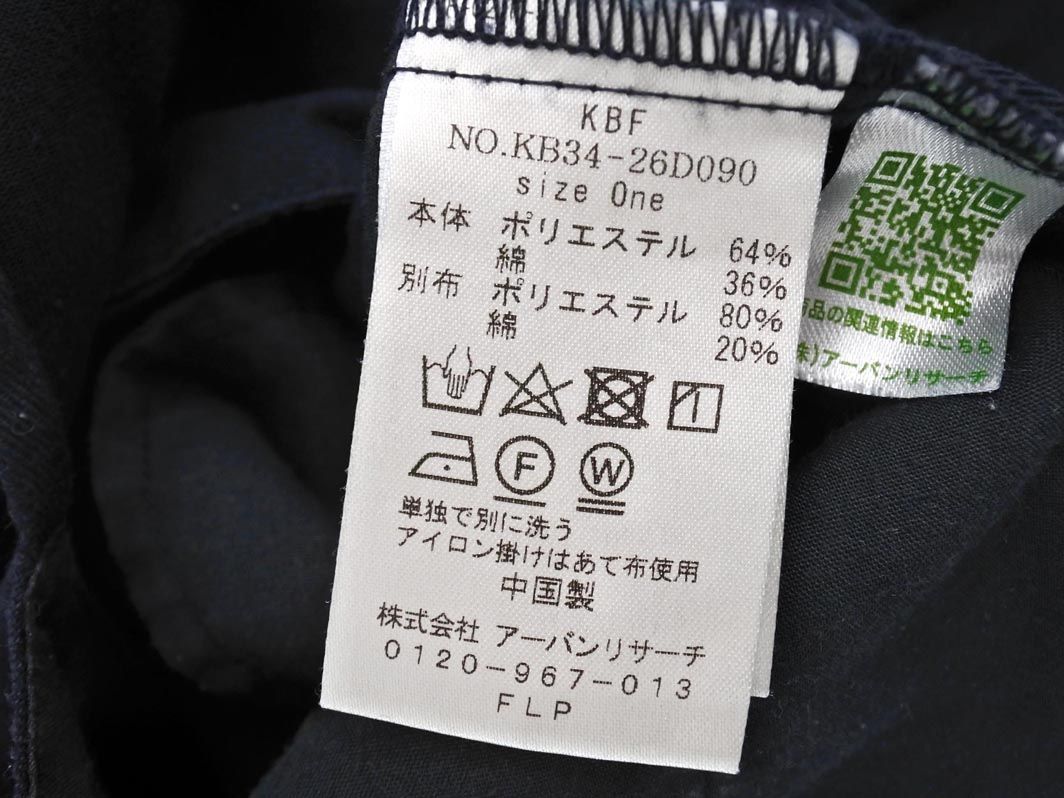 KBF
NO.KB34-26D090
size One
本体 ポリエステル 64%
綿 36%
別布 ポリエステル 80%
綿 20%
F W
単独で別に洗う
アイロン掛けはあて布使用
中国製
株式会社 アーバンリサーチ
0120-967-013
FLP
品の関連情報はこちら
株)アーバンリサーチ